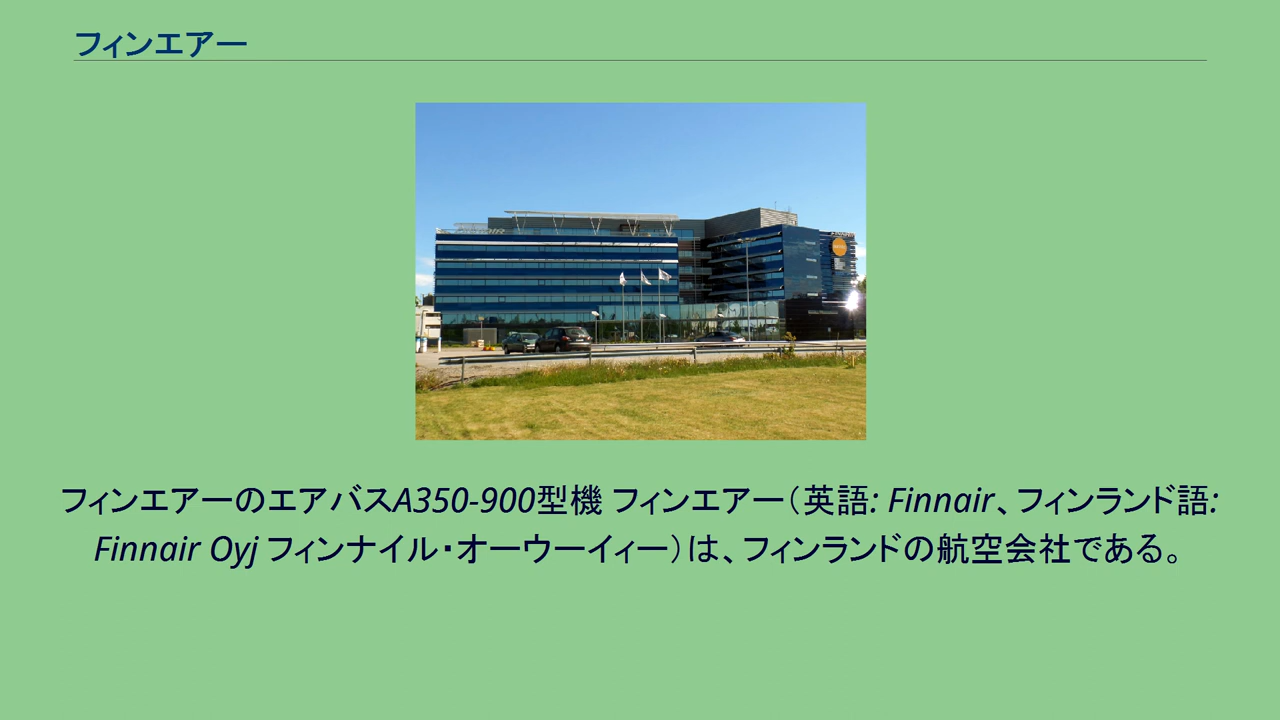 フィンエアー
フィンエアーのエアバスA350-900型機 フィンエアー（英語: Finnair、フィンランド語:
Finnair Oyj フィンナイル・オーウーイィー）は、フィンランドの航空会社である。